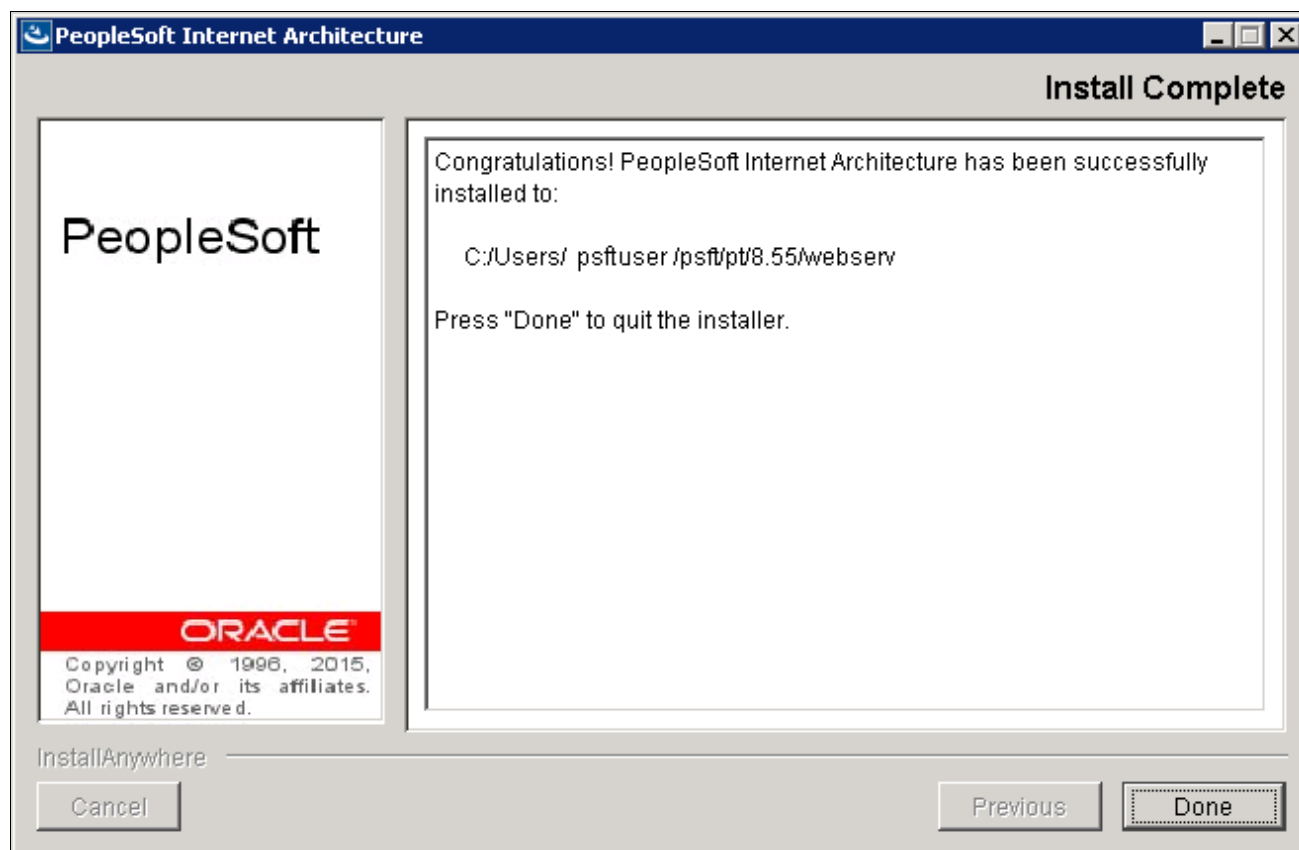 PeopleSoft Internet Architecture
Install Complete
PeopleSoft
Congratulations! PeopleSoft Internet Architecture has been successfully
installed to:
C:/Users/ psftuser /psft/pt/8.55/webserv
Press "Done" to quit the installer.
ORACLE
Copyright © 1996, 2015,
Oracle and/or its affiliates.
All rights reserved.
InstallAnywhere
Cancel
Previous
Done